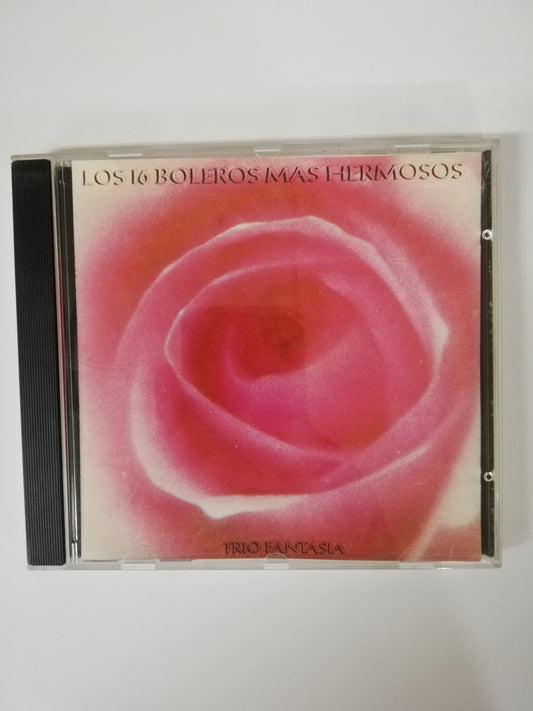 LOS 16 BOLEROS MAS HERMOSOS
TRIO FANTASIA